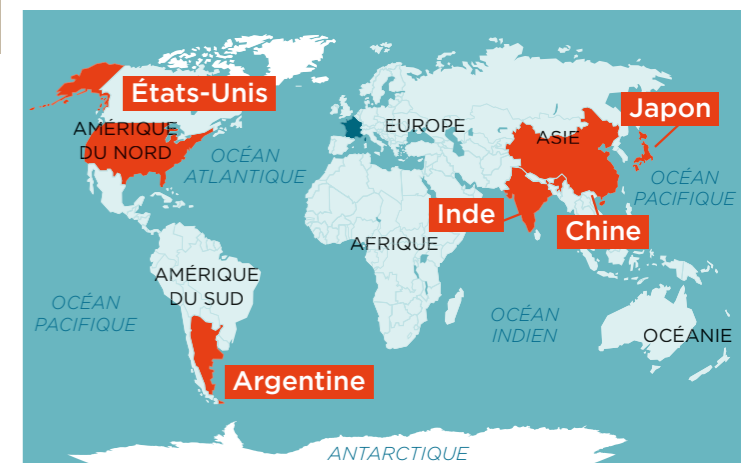 États-Unis
Japon
AMÉRIQUE
DU NORD
EUROPE
ASIE
OCÉAN
ATLANTIQUE
OCÉAN
PACIFIQUE
Inde
Chine
AFRIQUE
AMÉRIQUE
DU SUD
OCÉAN
PACIFIQUE
OCÉAN
INDIEN
OCÉANIE
Argentine
ANTARCTIQUE